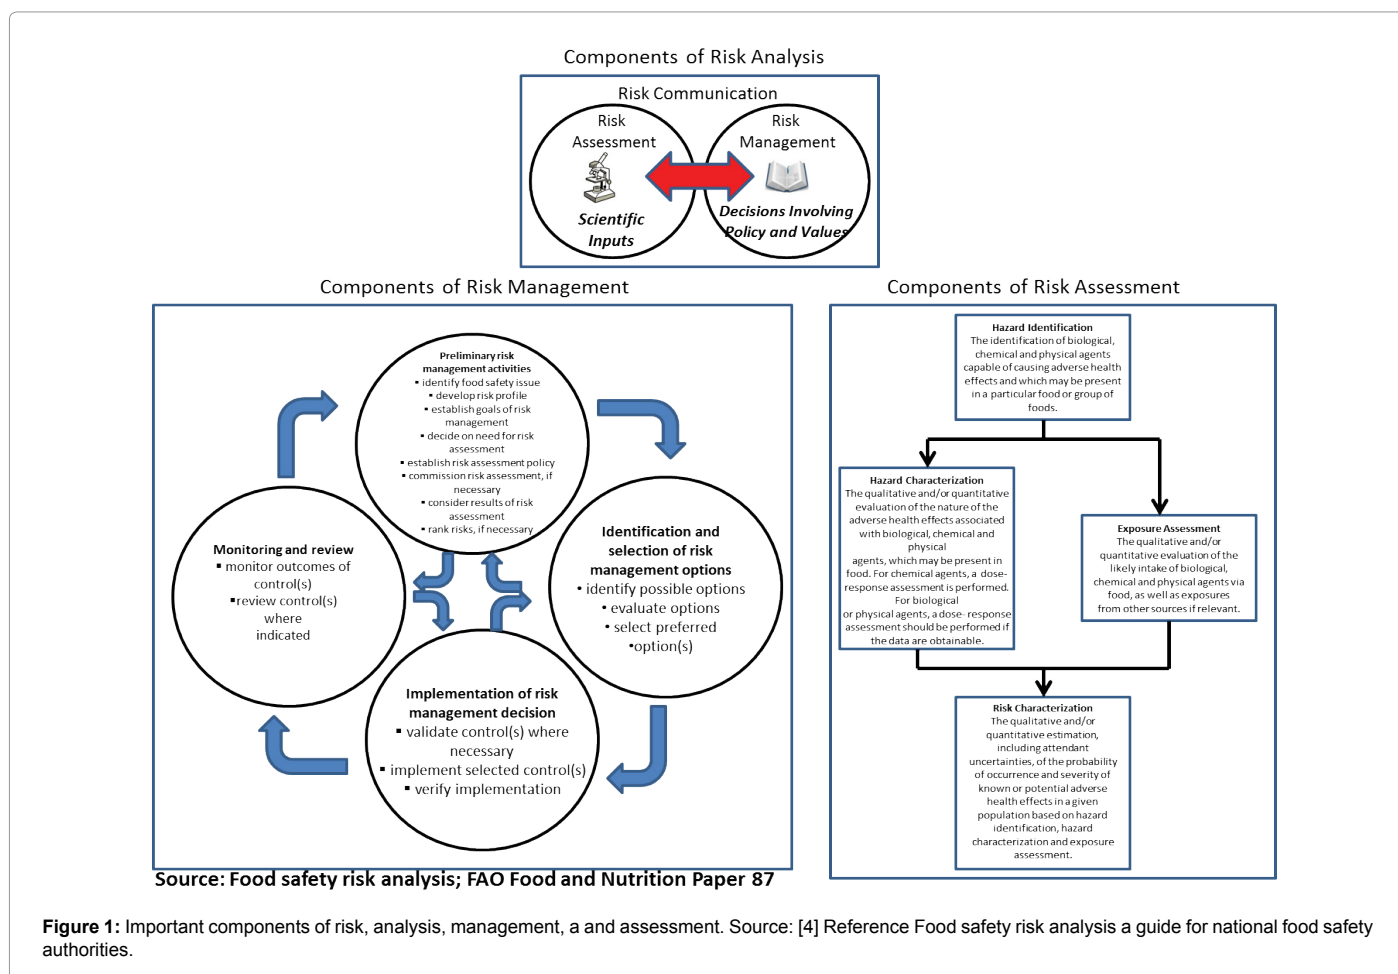 Components of Risk Analysis
Risk Communication
Risk
Assessment
Scientific
Inputs
Risk
Management
Decisions Involving
Policy and Values
Components of Risk Management
Preliminary risk
management activities
▪ identify food safety issue
▪ develop risk profile
▪ establish goals of risk
management
▪ decide on need for risk
assessment
▪ establish risk assessment policy
▪ commission risk assessment, if
necessary
▪ consider results of risk
assessment
▪ rank risks, if necessary
Identification and
selection of risk
management options
• identify possible options
• evaluate options
• select preferred
•option(s)
Implementation of risk
management decision
▪ validate control(s) where
necessary
▪ implement selected control(s)
▪ verify implementation
Monitoring and review
▪ monitor outcomes of
control(s)
▪review control(s)
where
indicated
Components of Risk Assessment
Hazard Identification
The identification of biological,
chemical and physical agents
capable of causing adverse health
effects and which may be present
in a particular food or group of
foods.
Hazard Characterization
The qualitative and/or quantitative
evaluation of the nature of the
adverse health effects associated
with biological, chemical and
physical
agents, which may be present in
food. For chemical agents, a dose-
response assessment is performed.
For biological
or physical agents, a dose- response
assessment should be performed if
the data are obtainable.
Exposure Assessment
The qualitative and/or
quantitative evaluation of the
likely intake of biological,
chemical and physical agents via
food, as well as exposures
from other sources if relevant.
Risk Characterization
The qualitative and/or
quantitative estimation,
including attendant
uncertainties, of the probability
of occurrence and severity of
known or potential adverse
health effects in a given
population based on hazard
identification, hazard
characterization and exposure
assessment.
Source: Food safety risk analysis; FAO Food and Nutrition Paper 87
Figure 1: Important components of risk, analysis, management, a and assessment. Source: [4] Reference Food safety risk analysis a guide for national food safety
authorities.